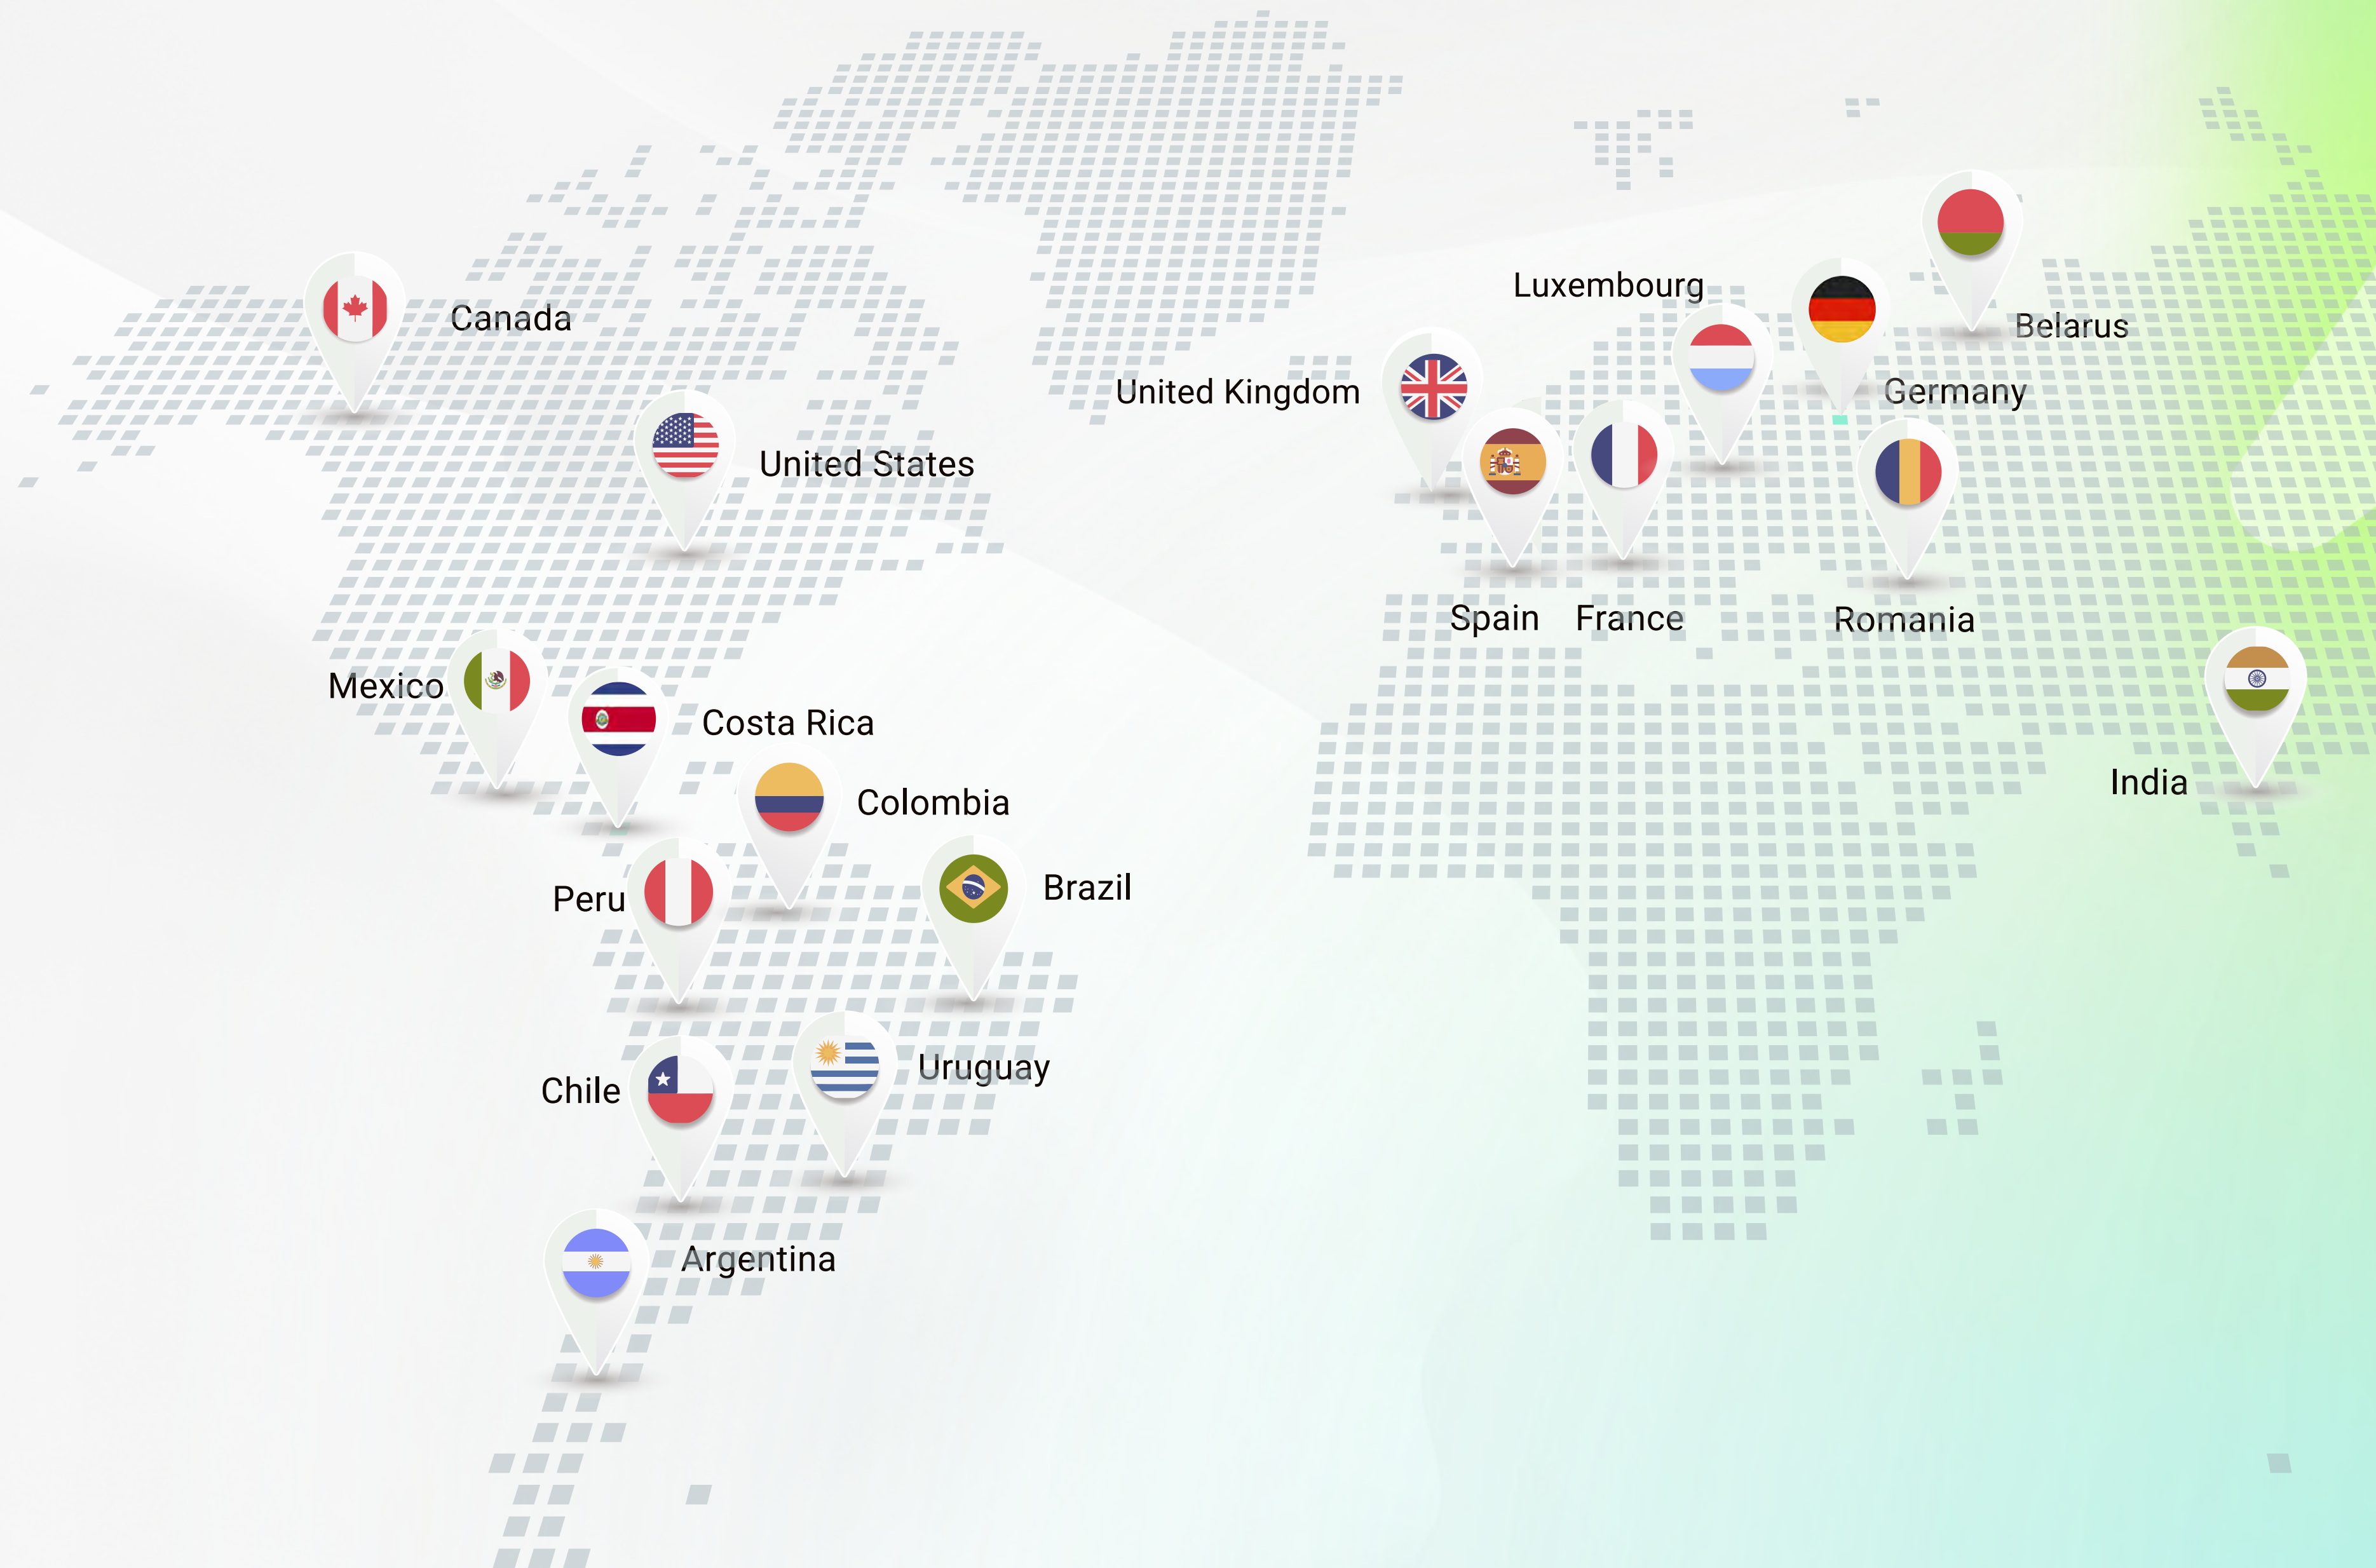 Luxembourg
Canada
Belarus
United Kingdom
Germany
United States
Spain
France
Romania
Mexico
Costa Rica
India
Colombia
Peru
Brazil
Uruguay
Chile
Argentina